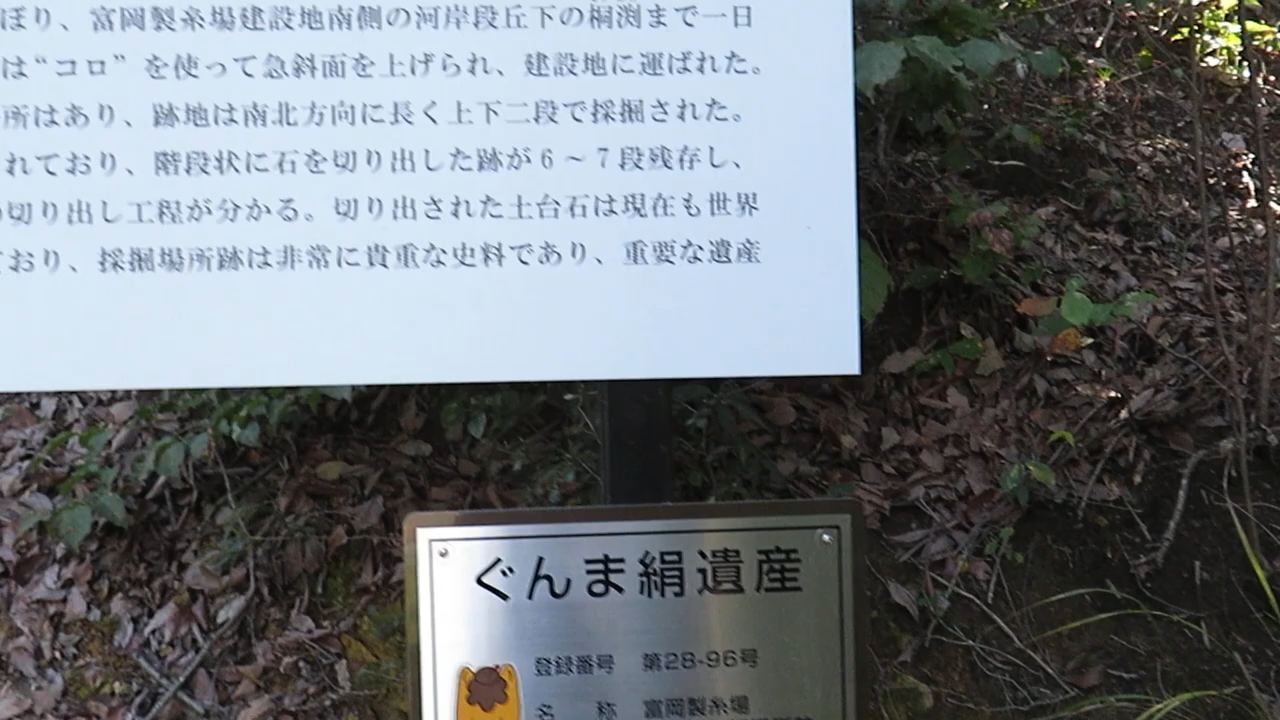 ぼり、富岡製糸場建設地南側の河岸段丘下の桐渕まで一日
は“コロ”を使って急斜面を上げられ、建設地に運ばれた。
所はあり、跡地は南北方向に長く上下二段で採掘された。
れており、階段状に石を切り出した跡が6～7段残存し、
切り出し工程が分かる。切り出された土台石は現在も世界
ており、採掘場所跡は非常に貴重な史料であり、重要な遺産
ぐんま絹遺産
登録番号 第28-96号
名 称 富岡製糸場